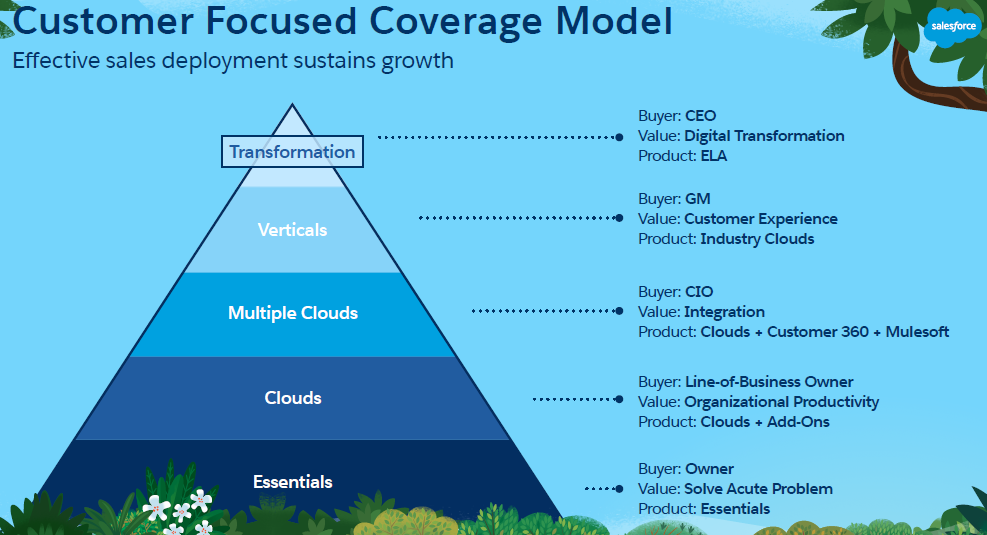 Customer Focused Coverage Model
salesforce
Effective sales deployment sustains growth
Transformation
Buyer: CEO
Value: Digital Transformation
Product: ELA
Verticals
Buyer: GM
Value: Customer Experience
Product: Industry Clouds
Multiple Clouds
Buyer: CIO
Value: Integration
Product: Clouds + Customer 360 + Mulesoft
Clouds
Buyer: Line-of-Business Owner
Value: Organizational Productivity
Product: Clouds + Add-Ons
Essentials
Buyer: Owner
Value: Solve Acute Problem
Product: Essentials